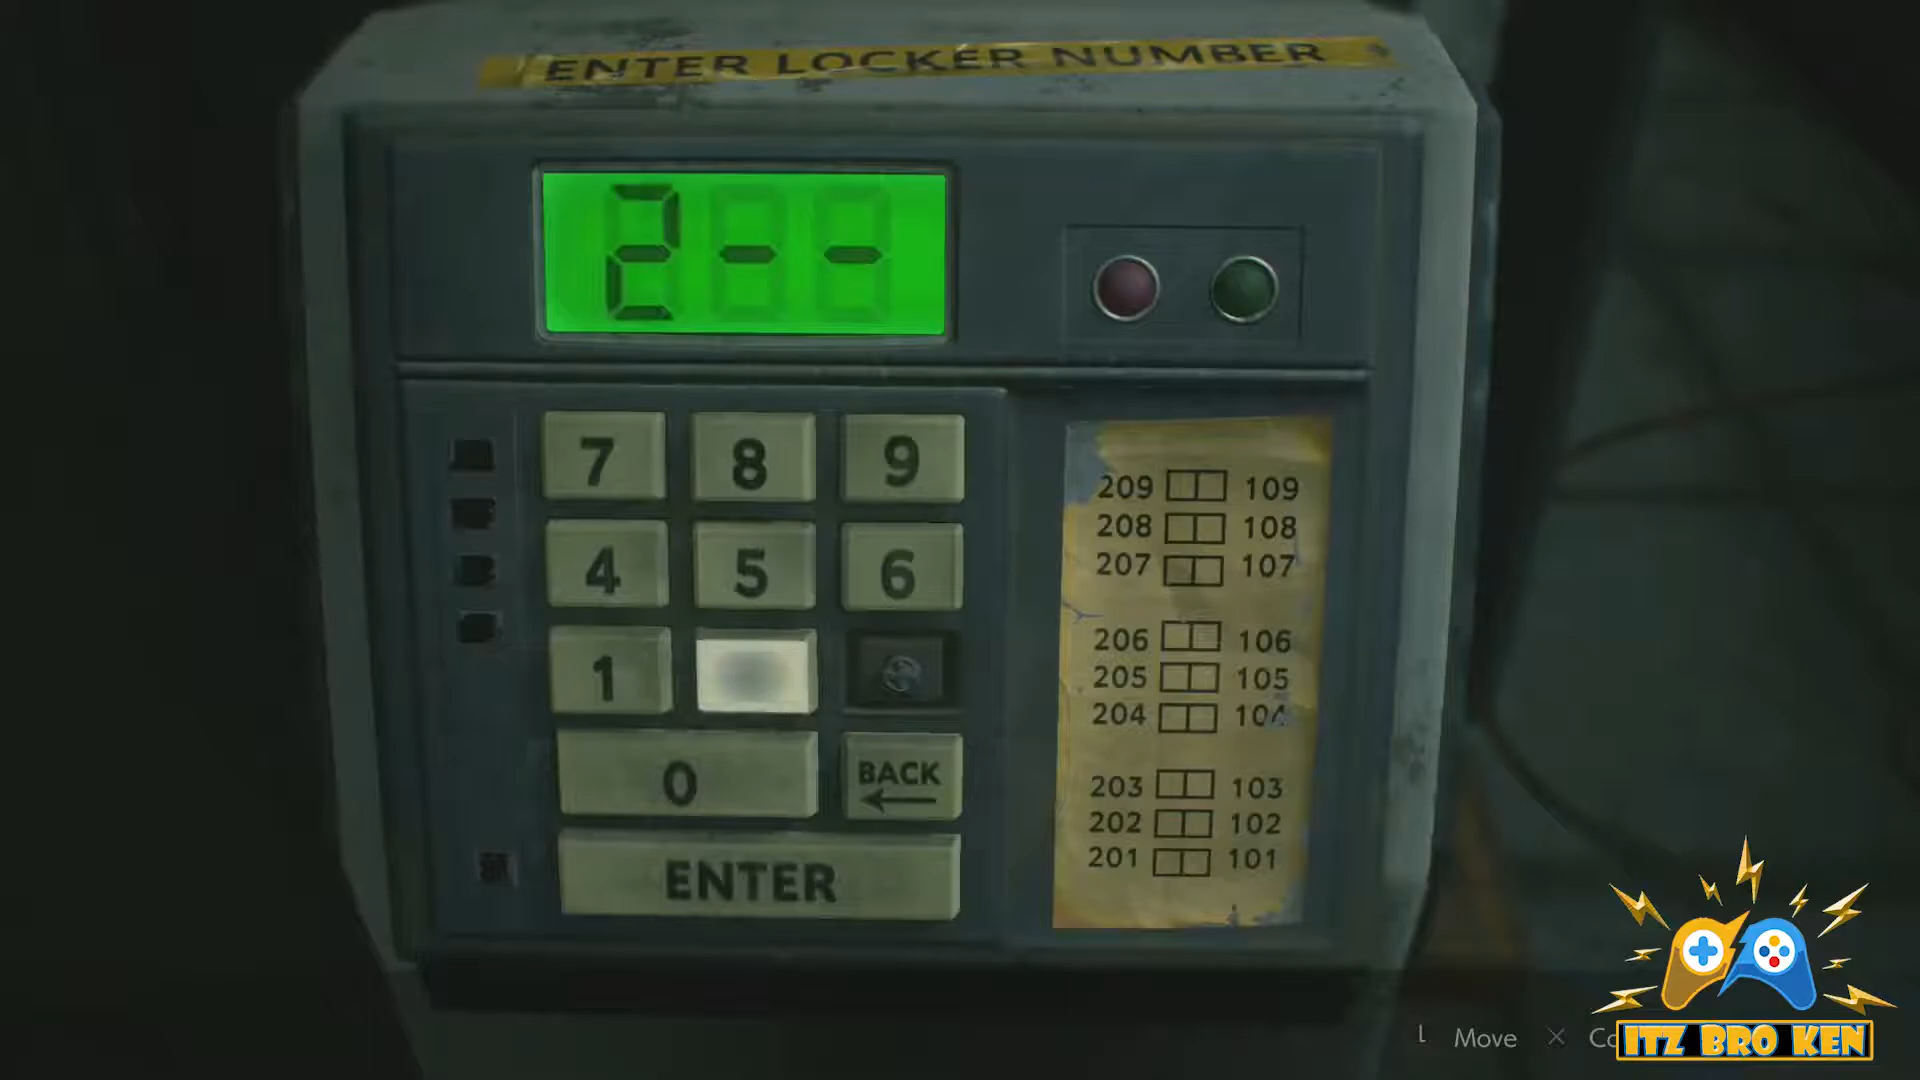 ENTER LOCKER NUMBER
2--
7 8 9
4 5 6
1
0 BACK
ENTER
209 109
208 108
207 107
206 106
205 105
204 104
203 103
202 102
201 101
L Move X
ITZ BRO KEN